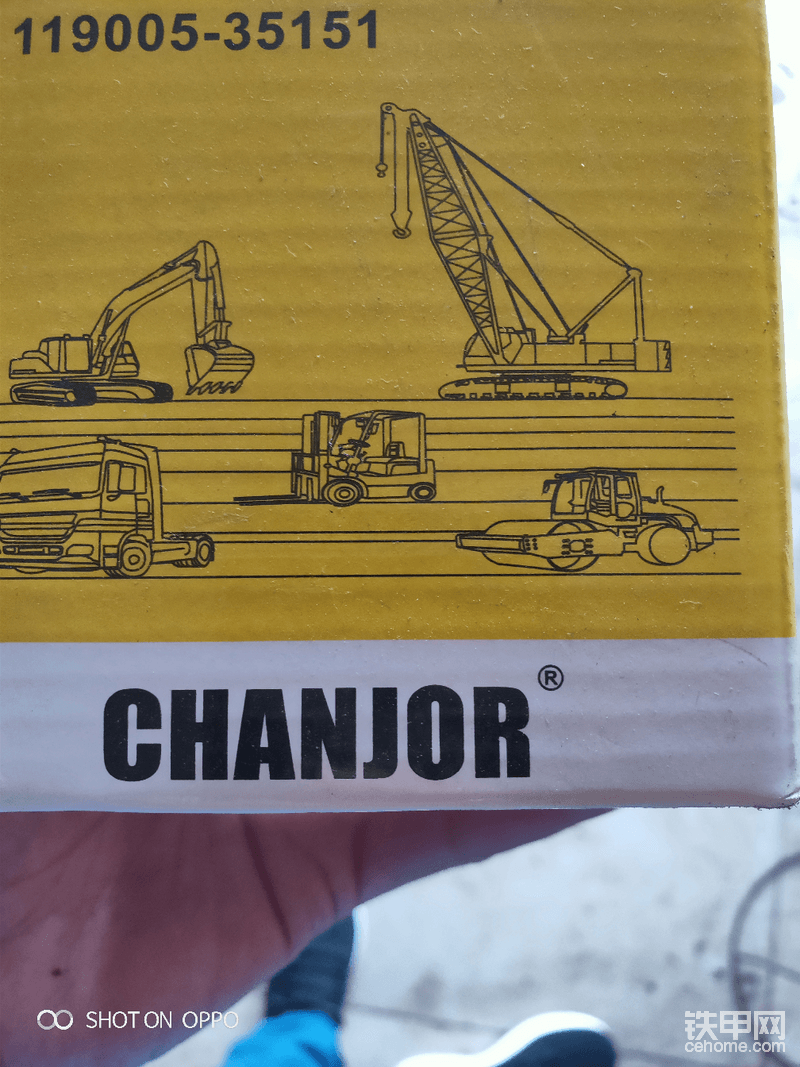 119005-35151
CHANJOR®
SHOT ON OPPO
铁甲网
cehome.com